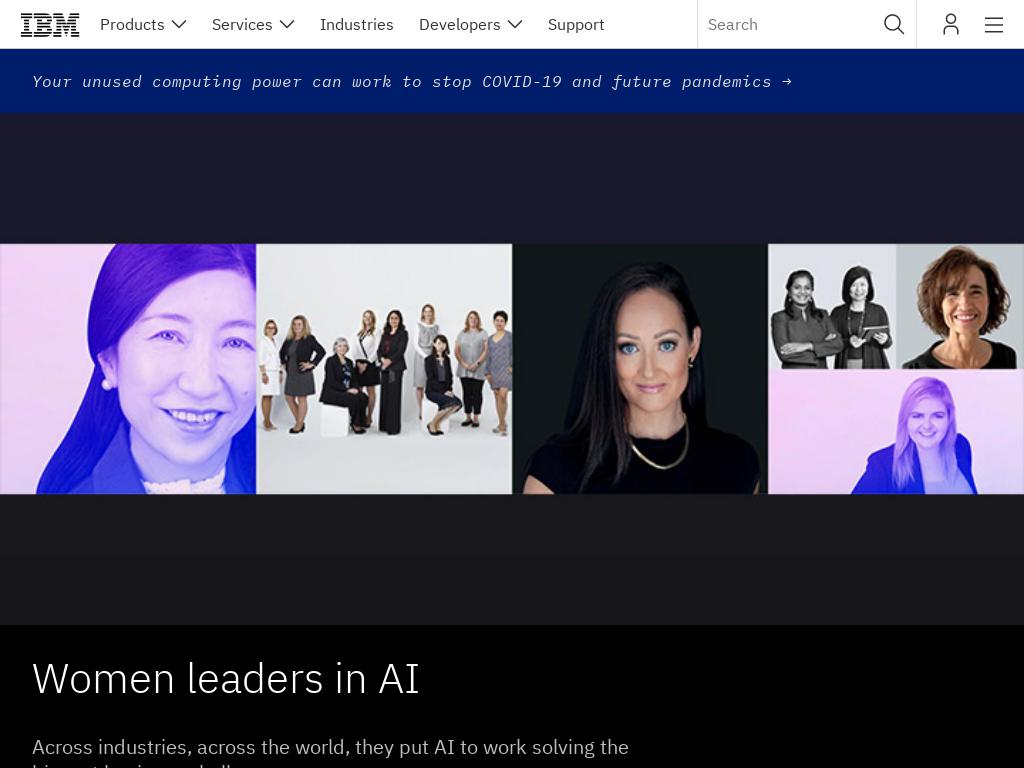 IBM
Products
Services
Industries
Developers
Support
Search
Your unused computing power can work to stop COVID-19 and future pandemics →
Women leaders in AI
Across industries, across the world, they put AI to work solving the